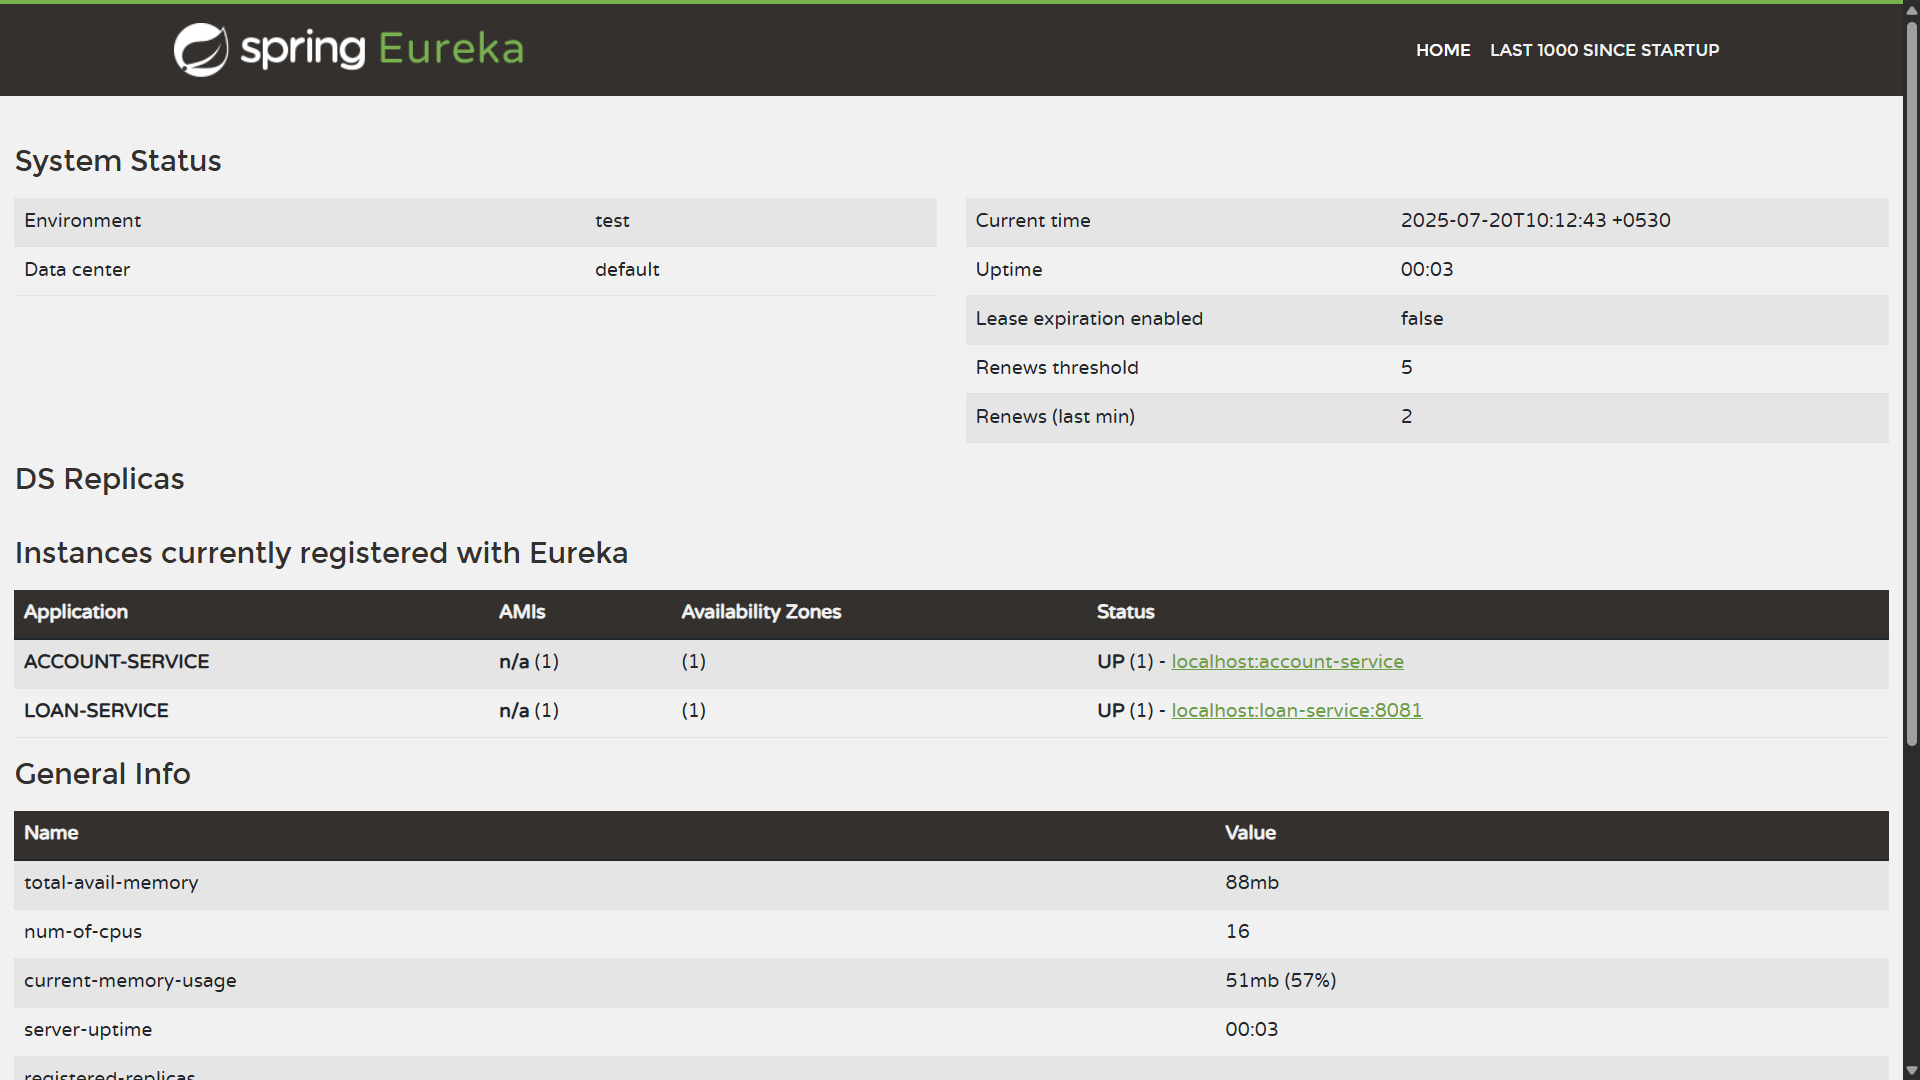 spring Eureka
HOME LAST 1000 SINCE STARTUP
System Status
Environment test
Data center default
Current time 2025-07-20T10:12:43 +0530
Uptime 00:03
Lease expiration enabled false
Renews threshold 5
Renews (last min) 2
DS Replicas
Instances currently registered with Eureka
Application AMIs Availability Zones Status
ACCOUNT-SERVICE n/a (1) (1) UP (1) - localhost:account-service
LOAN-SERVICE n/a (1) (1) UP (1) - localhost:loan-service:8081
General Info
Name Value
total-avail-memory 88mb
num-of-cpus 16
current-memory-usage 51mb (57%)
server-uptime 00:03
registered-replicas